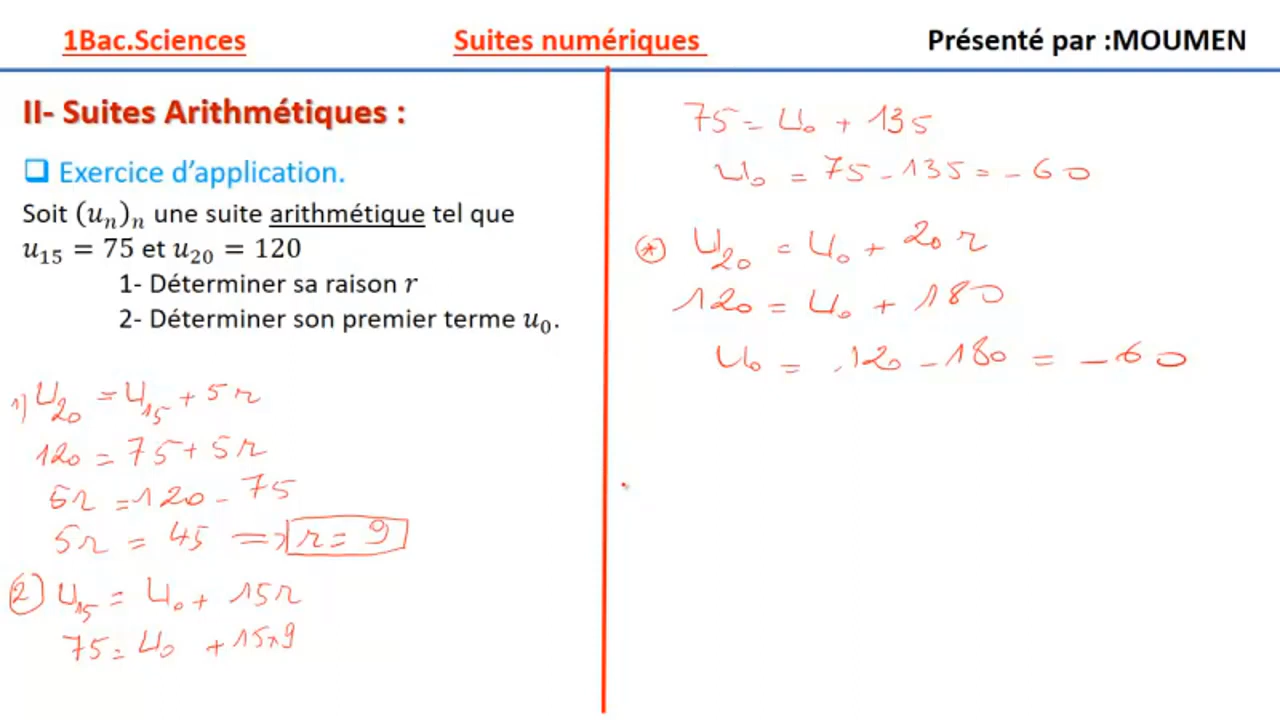 1Bac.Sciences
Suites numériques
Présenté par :MOUMEN
II- Suites Arithmétiques :
❑ Exercice d’application.
Soit (uₙ)ₙ une suite arithmétique tel que
u₁₅ = 75 et u₂₀ = 120
1- Déterminer sa raison r
2- Déterminer son premier terme u₀.
1) U₂₀ = U₁₅ + 5r
120 = 75 + 5r
5r = 120 - 75
5r = 45 ⟹ r = 9
2 U₁₅ = U₀ + 15r
75 = U₀ + 15×9
75 = U₀ + 135
U₀ = 75 - 135 = -60
* U₂₀ = U₀ + 20r
120 = U₀ + 180
U₀ = 120 - 180 = -60